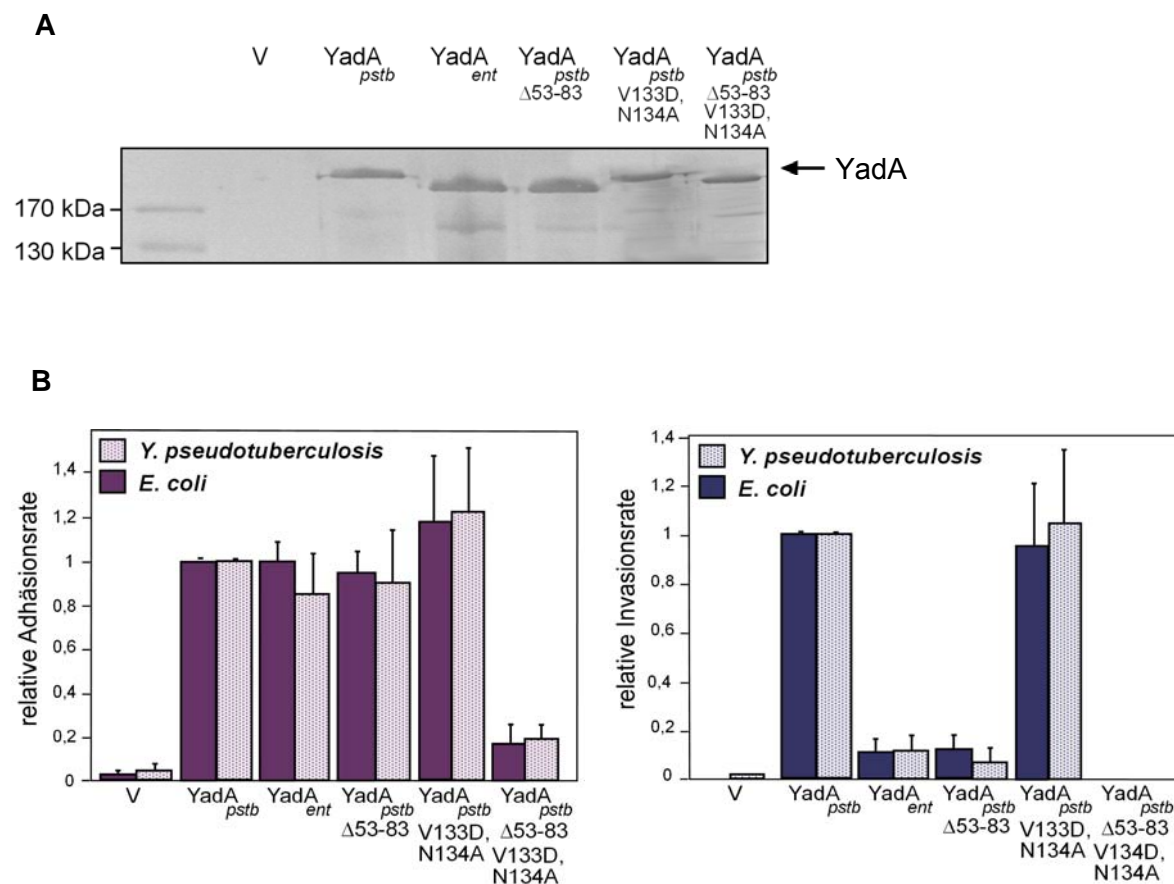 A
V
YadA pstb
YadA ent
YadA pstb
Δ53-83
YadA pstb
V133D,
N134A
YadA pstb
Δ53-83
V133D,
N134A
YadA
170 kDa
130 kDa
B
relative Adhäsionsrate
Y. pseudotuberculosis
E. coli
1,4
1,2
1
0,8
0,6
0,4
0,2
0
V
YadA pstb
YadA ent
YadA pstb
Δ53-83
YadA pstb
V133D,
N134A
YadA pstb
Δ53-83
V133D,
N134A
relative Invasionsrate
Y. pseudotuberculosis
E. coli
1,4
1,2
1
0,8
0,6
0,4
0,2
0
V
YadA pstb
YadA ent
YadA pstb
Δ53-83
YadA pstb
V133D,
N134A
YadA pstb
Δ53-83
V134D,
N134A